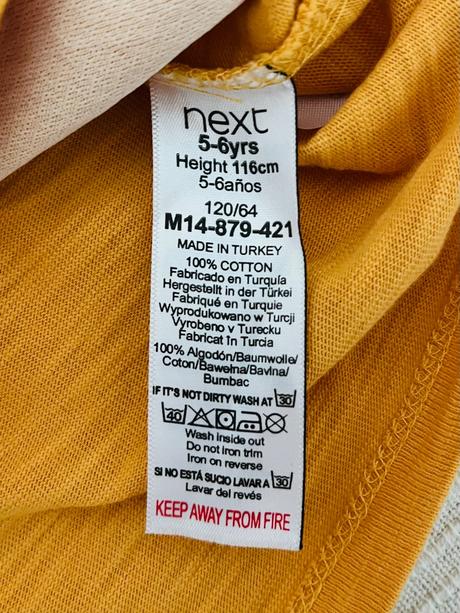 next
5-6yrs
Height 116cm
5-6años
120/64
M14-879-421
MADE IN TURKEY
100% COTTON
Fabricado en Turquía
Hergestellt in der Türkei
Fabriqué en Turquie
Wyprodukowano w Turcji
Vyrobeno v Turecku
Fabricat în Turcia
100% Algodón/Baumwolle/
Coton/Bawełna/Bavlna/
Bumbac
IF IT'S NOT DIRTY WASH AT 30
40
Wash inside out
Do not iron trim
Iron on reverse
SI NO ESTÁ SUCIO LAVAR A 30
Lavar del revés
KEEP AWAY FROM FIRE